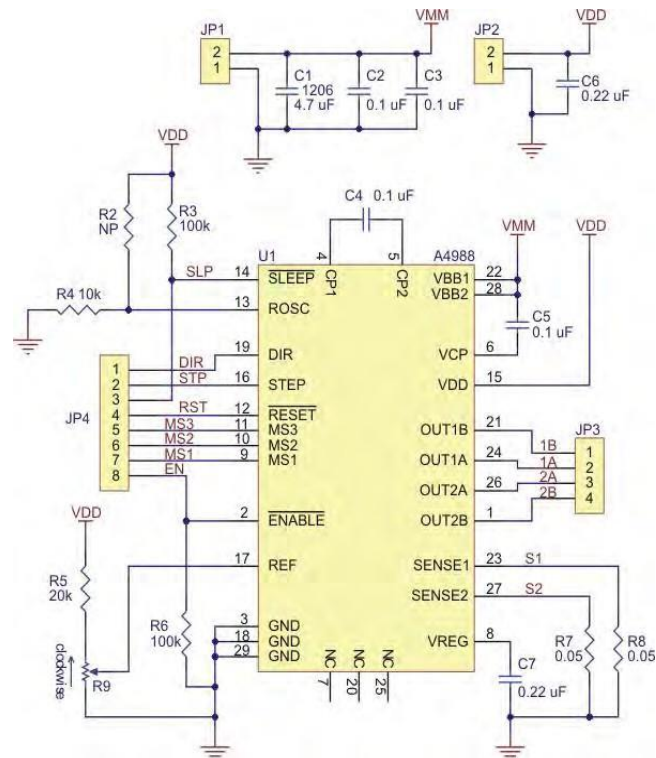 JP1
2
1
VMM
C1
1206
4.7 uF
C2
0.1 uF
C3
0.1 uF
JP2
2
1
VDD
C6
0.22 uF
VDD
R2
NP
R3
100k
C4 0.1 uF
VMM
VDD
U1
A4988
4
CP1
5
CP2
SLP 14 SLEEP
R4 10k
13 ROSC
VBB1 22
VBB2 28
C5
0.1 uF
VCP 6
VDD 15
JP4
1 DIR 19 DIR
2 STP 16 STEP
3
4 RST 12 RESET
5 MS3 11 MS3
6 MS2 10 MS2
7 MS1 9 MS1
8 EN
2 ENABLE
17 REF
OUT1B 21
OUT1A 24
OUT2A 26
OUT2B 1
JP3
1B 1
1A 2
2A 3
2B 4
VDD
R5
20k
clockwise
R9
R6
100k
3 GND
18 GND
29 GND
NC
7
NC
20
NC
25
SENSE1 23 S1
SENSE2 27 S2
VREG 8
C7
0.22 uF
R7
0.05
R8
0.05